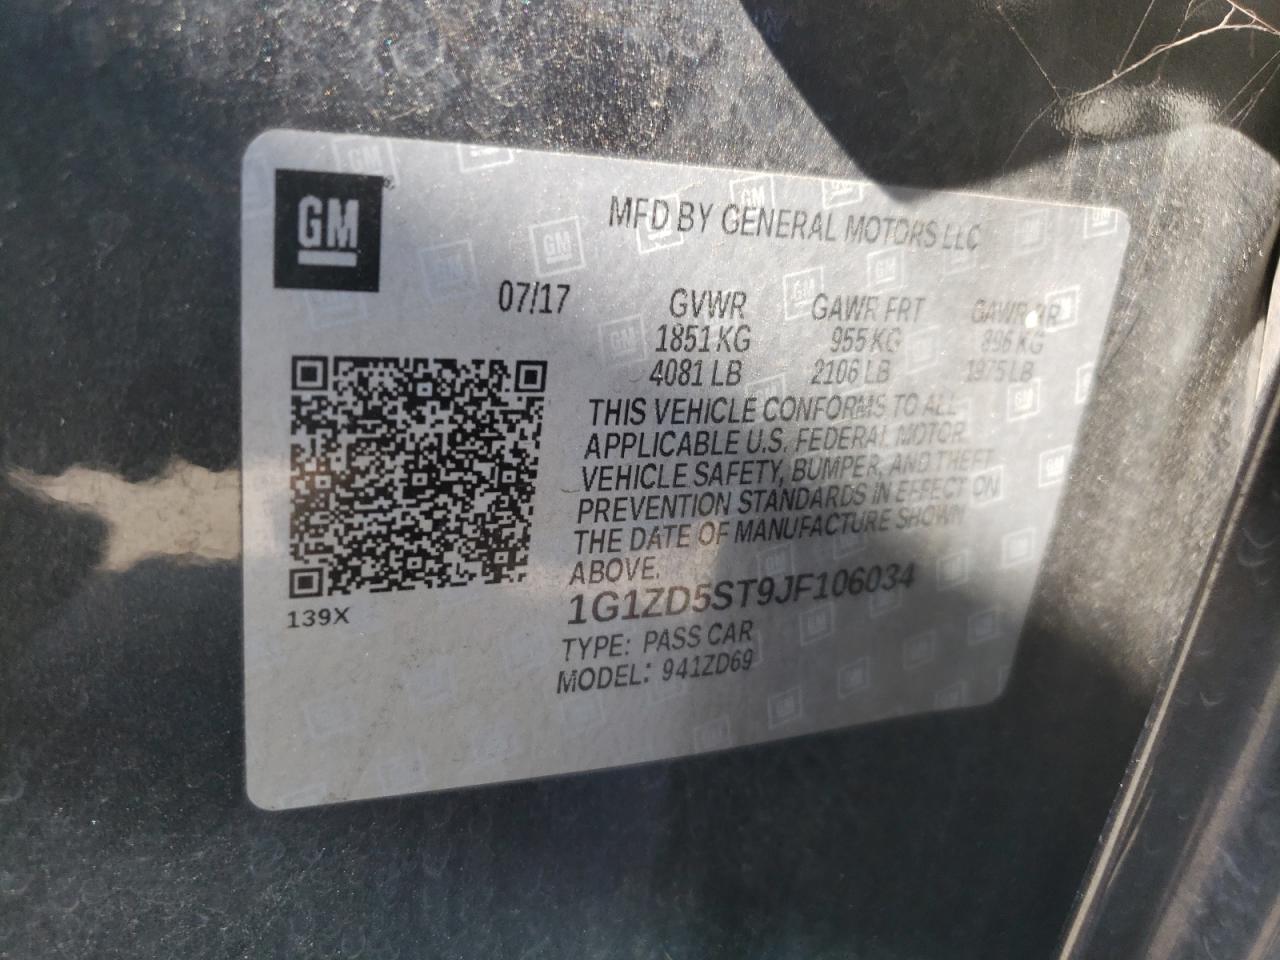 GM
MFD BY GENERAL MOTORS LLC
07/17 GVWR GAWR FRT GAWR RR
1851 KG 955 KG 896 KG
4081 LB 2106 LB 1975 LB
THIS VEHICLE CONFORMS TO ALL
APPLICABLE U.S. FEDERAL MOTOR
VEHICLE SAFETY, BUMPER, AND THEFT
PREVENTION STANDARDS IN EFFECT ON
THE DATE OF MANUFACTURE SHOWN
ABOVE.
1G1ZD5ST9JF106034
TYPE: PASS CAR
MODEL: 941ZD69
139X